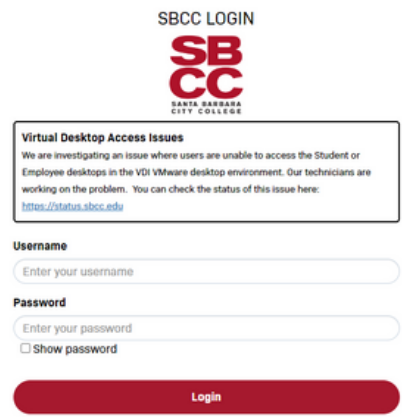 SBCC LOGIN
SB
CC
SANTA BARBARA
CITY COLLEGE
Virtual Desktop Access Issues
We are investigating an issue where users are unable to access the Student or
Employee desktops in the VDI VMware desktop environment. Our technicians are
working on the problem. You can check the status of this issue here:
https://status.sbcc.edu
Username
Enter your username
Password
Enter your password
Show password
Login